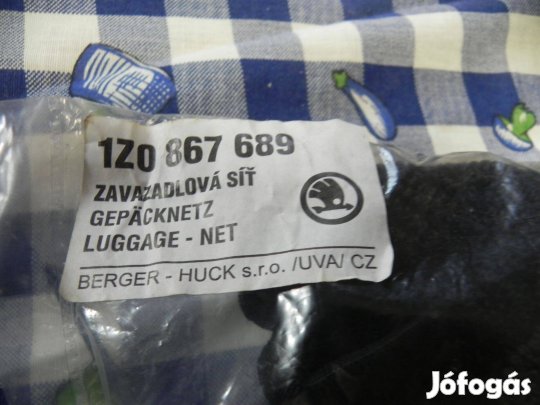 1Z0 867 689
ZAVAZADLOVÁ SÍŤ
GEPÄCKNETZ
LUGGAGE - NET
BERGER - HUCK s.r.o. /UVA/ CZ
Jófogás